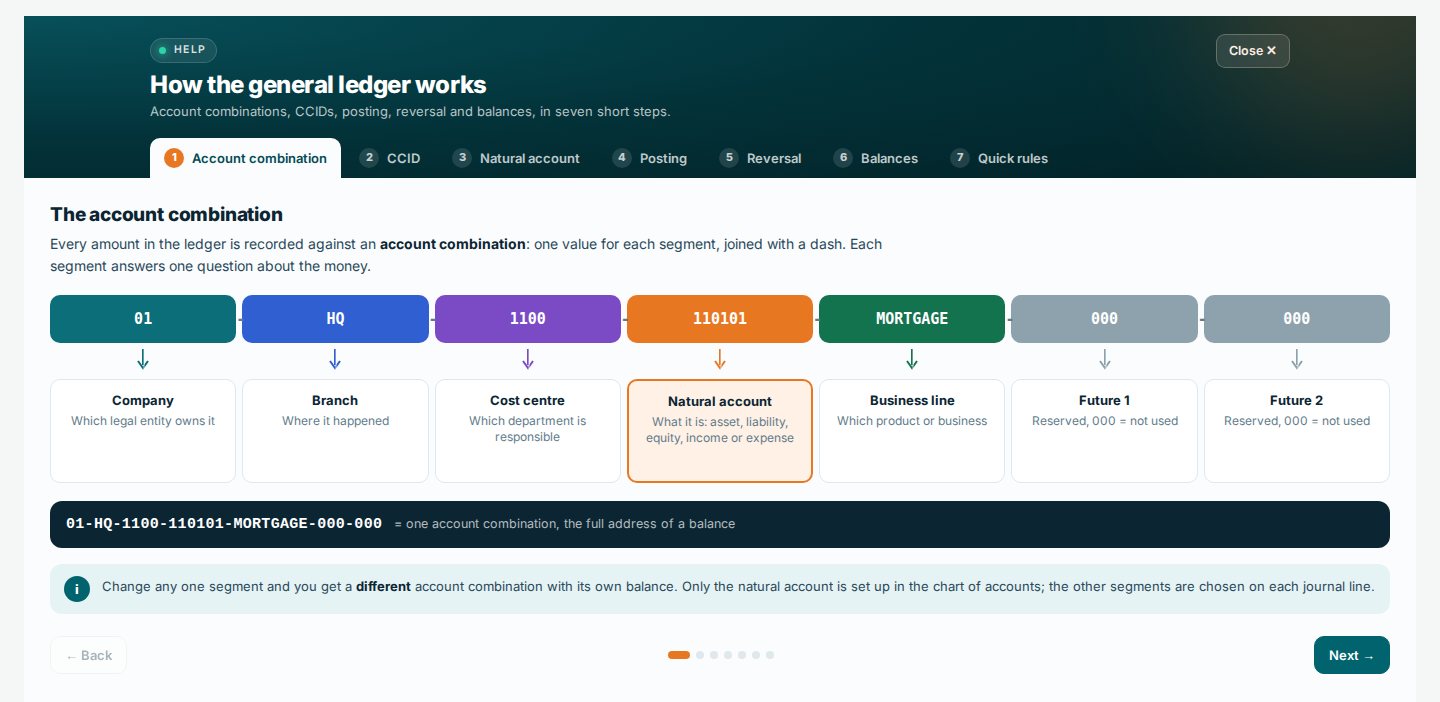 HELP
Close ✕
How the general ledger works
Account combinations, CCIDs, posting, reversal and balances, in seven short steps.
1 Account combination 2 CCID 3 Natural account 4 Posting 5 Reversal 6 Balances 7 Quick rules
The account combination
Every amount in the ledger is recorded against an account combination: one value for each segment, joined with a dash. Each
segment answers one question about the money.
01 - HQ - 1100 - 110101 - MORTGAGE - 000 - 000
Company
Which legal entity owns it
Branch
Where it happened
Cost centre
Which department is
responsible
Natural account
What it is: asset, liability,
equity, income or expense
Business line
Which product or business
Future 1
Reserved, 000 = not used
Future 2
Reserved, 000 = not used
01-HQ-1100-110101-MORTGAGE-000-000 = one account combination, the full address of a balance
i Change any one segment and you get a different account combination with its own balance. Only the natural account is set up in the chart of accounts; the other segments are chosen on each journal line.
← Back
Next →